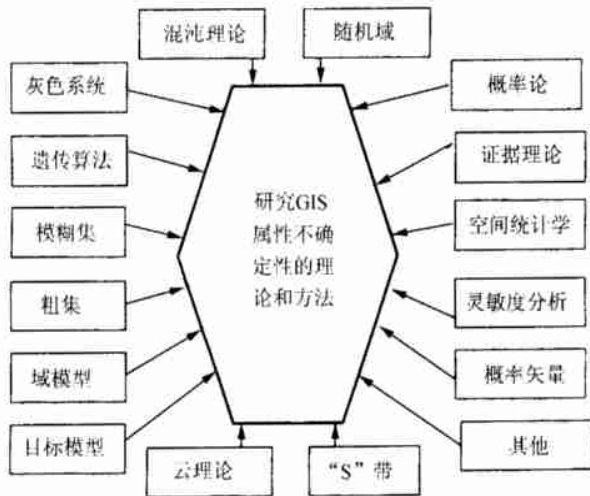 混沌理论
随机域
灰色系统
概率论
遗传算法
证据理论
模糊集
研究GIS
属性不确
定性的理
论和方法
空间统计学
粗集
灵敏度分析
域模型
概率矢量
目标模型
其他
云理论
“S”带